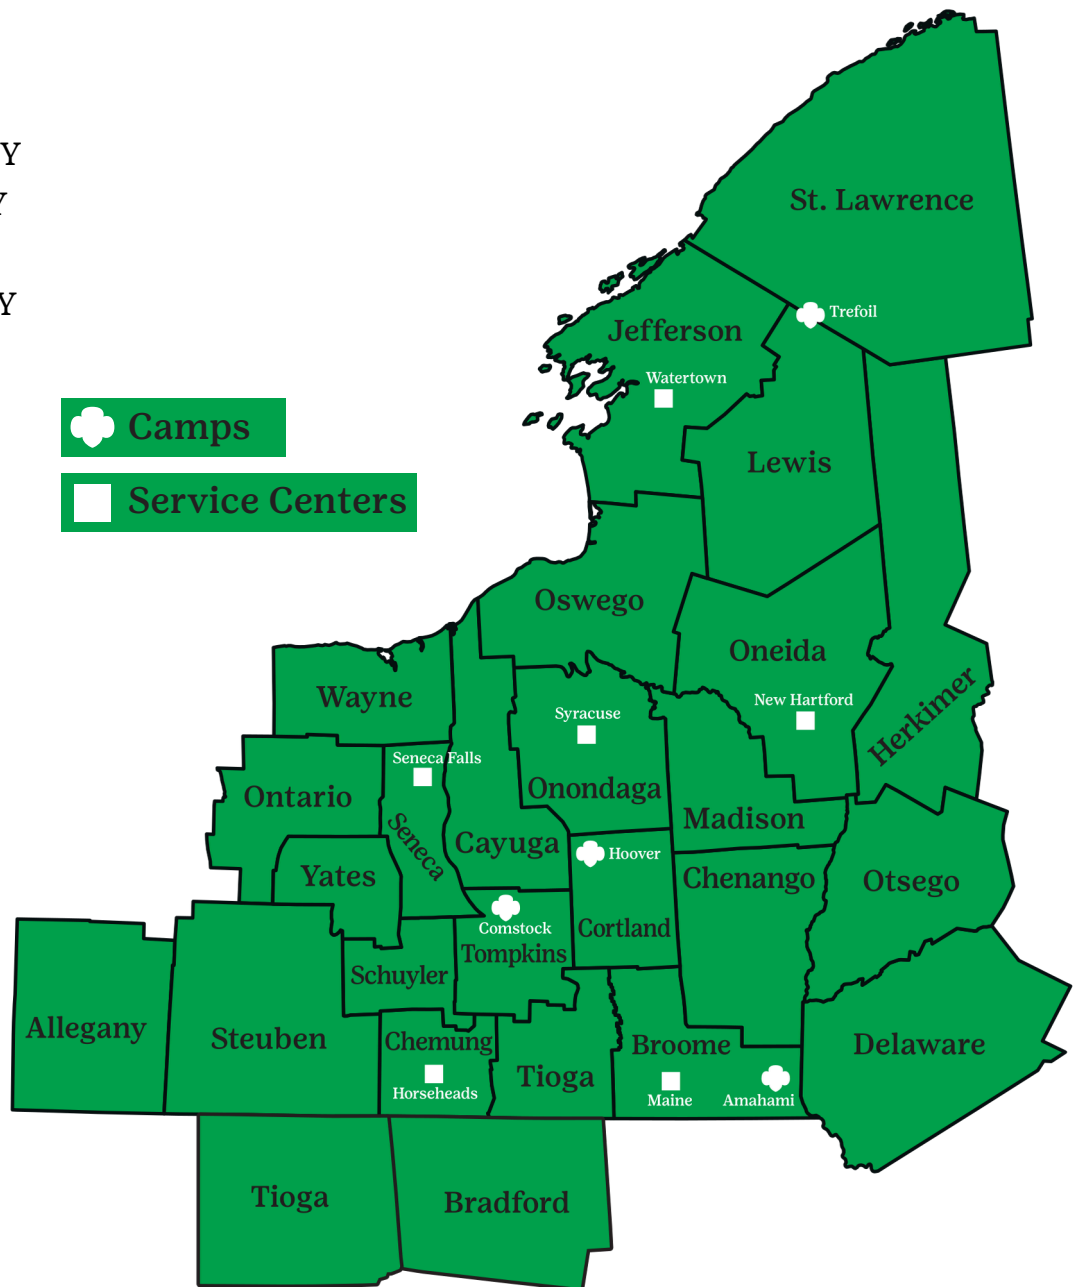 Y
Y
Y
Camps
Service Centers
St. Lawrence
Trefoil
Jefferson
Watertown
Lewis
Oswego
Oneida
New Hartford
Herkimer
Wayne
Syracuse
Seneca Falls
Onondaga
Ontario
Seneca
Cayuga
Madison
Hoover
Yates
Chenango
Otsego
Comstock
Cortland
Tompkins
Schuyler
Allegany
Steuben
Chemung
Horseheads
Tioga
Broome
Maine
Amahami
Delaware
Tioga
Bradford